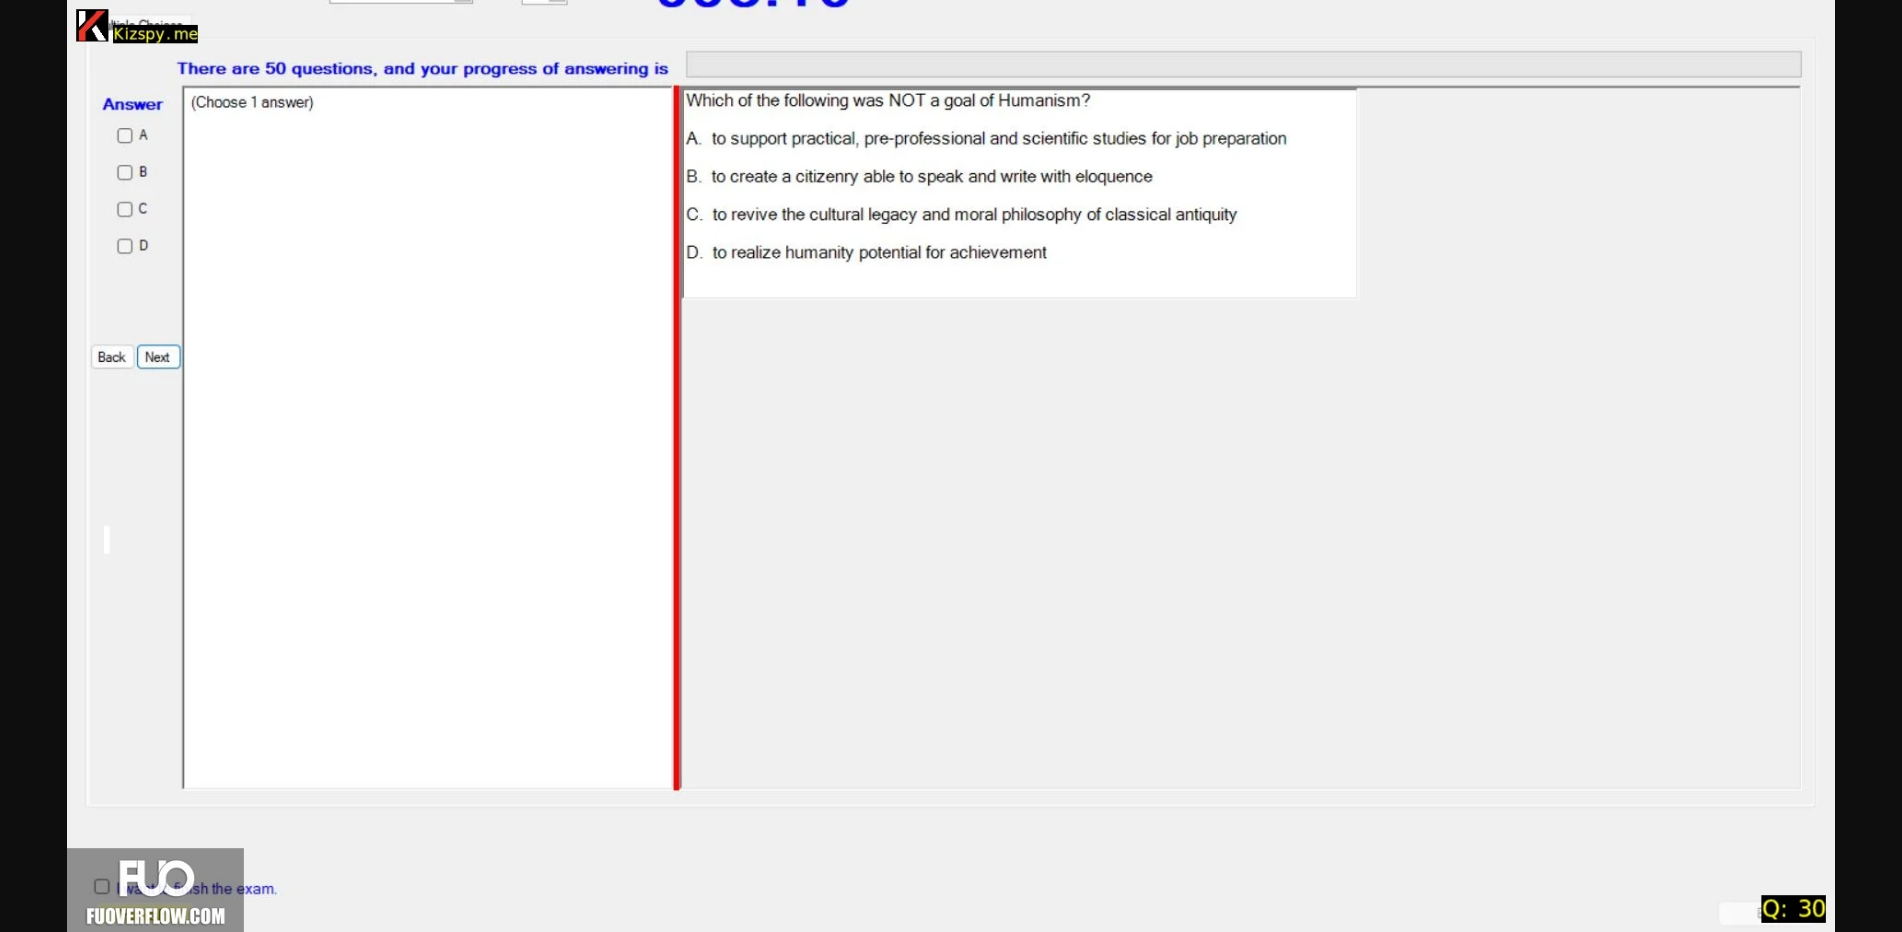 Kizspy.me
There are 50 questions, and your progress of answering is
Answer
(Choose 1 answer)
A
B
C
D
Back
Next
Which of the following was NOT a goal of Humanism?
A. to support practical, pre-professional and scientific studies for job preparation
B. to create a citizenry able to speak and write with eloquence
C. to revive the cultural legacy and moral philosophy of classical antiquity
D. to realize humanity potential for achievement
FUO
the exam.
FUOVERFLOW.COM
Q: 30